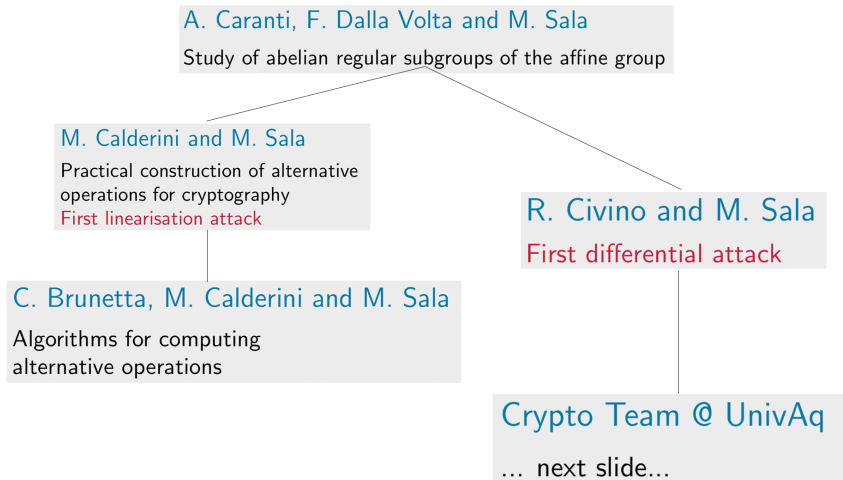 A. Caranti, F. Dalla Volta and M. Sala
Study of abelian regular subgroups of the affine group
M. Calderini and M. Sala
Practical construction of alternative
operations for cryptography
First linearisation attack
R. Civino and M. Sala
First differential attack
C. Brunetta, M. Calderini and M. Sala
Algorithms for computing
alternative operations
Crypto Team @ UnivAq
... next slide...